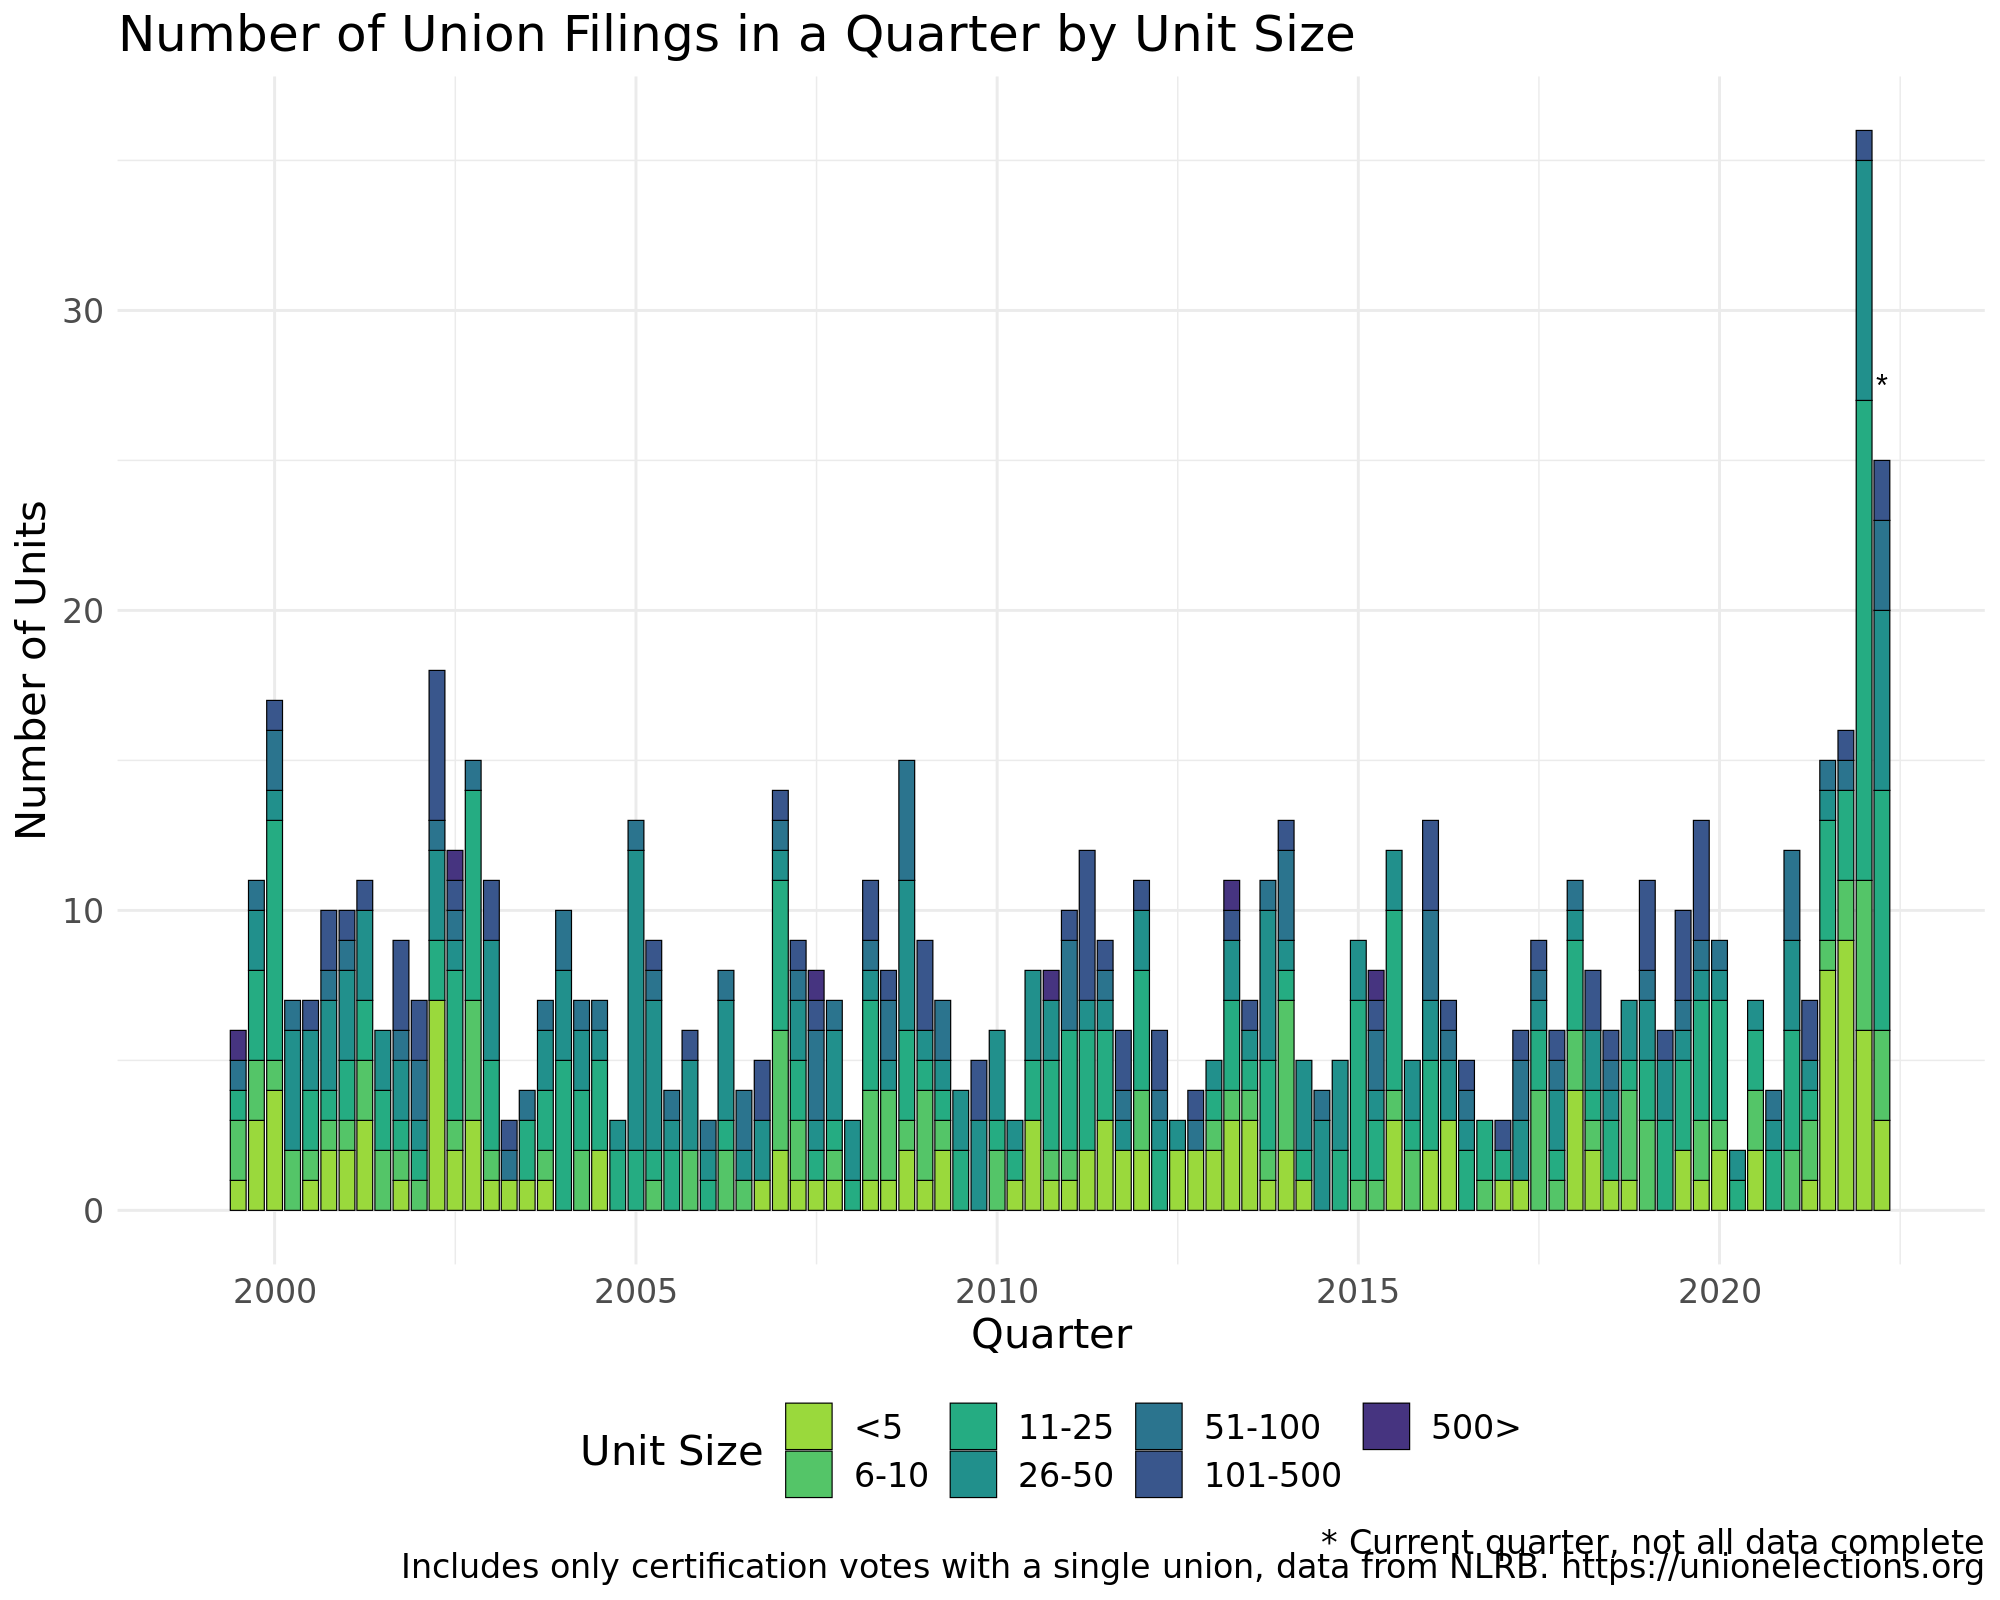 Number of Union Filings in a Quarter by Unit Size
Number of Units
30
20
10
0
*
2000 2005 2010 2015 2020
Quarter
Unit Size
<5 11-25 51-100 500>
6-10 26-50 101-500
* Current quarter, not all data complete
Includes only certification votes with a single union, data from NLRB. https://unionelections.org